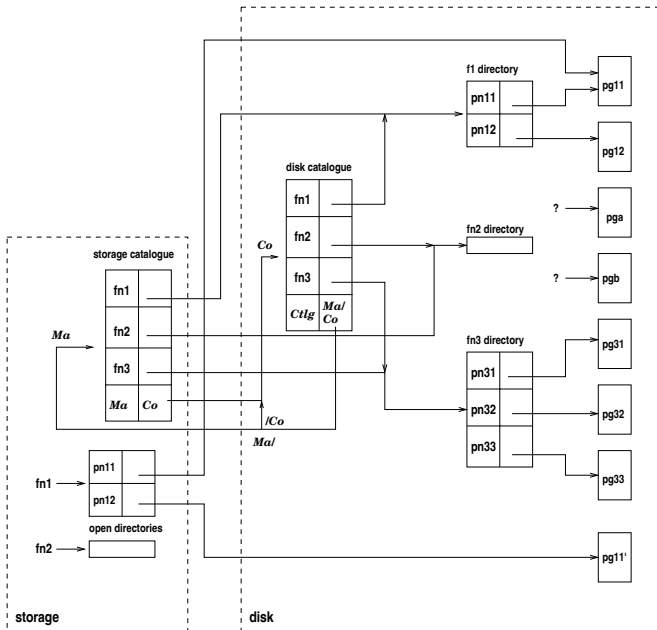 f1 directory
pn11
pn12
pg11
pg12
disk catalogue
fn1
fn2
fn3
Ctlg
Ma/
Co
?
pga
fn2 directory
?
pgb
Co
storage catalogue
fn1
fn2
fn3
Ma
Co
Ma
/Co
Ma/
fn3 directory
pn31
pn32
pn33
pg31
pg32
pg33
fn1
pn11
pn12
open directories
fn2
pg11'
storage
disk